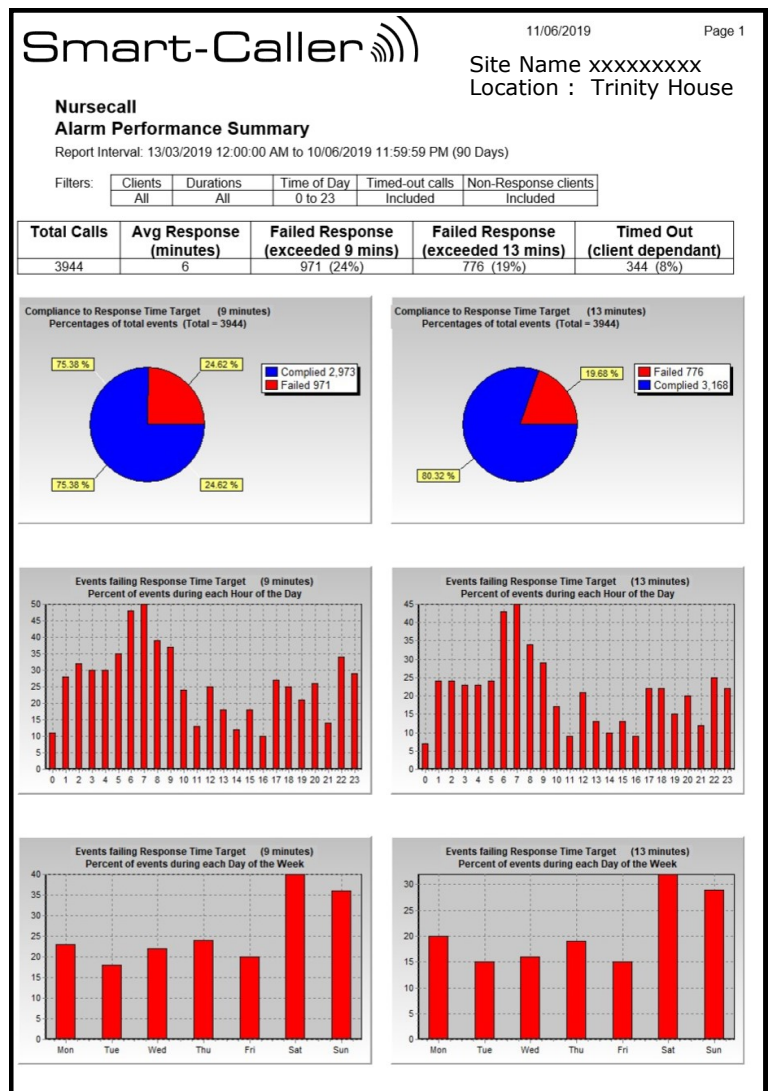 Smart-Caller
11/06/2019 Page 1
Site Name xxxxxxxxx
Location : Trinity House
Nursecall
Alarm Performance Summary
Report Interval: 13/03/2019 12:00:00 AM to 10/06/2019 11:59:59 PM (90 Days)
Filters: Clients Durations Time of Day Timed-out calls Non-Response clients
All All 0 to 23 Included Included
Total Calls Avg Response Failed Response Failed Response Timed Out
(minutes) (exceeded 9 mins) (exceeded 13 mins) (client dependant)
3944 6 971 (24%) 776 (19%) 344 (8%)
Compliance to Response Time Target (9 minutes)
Percentages of total events (Total = 3944)
75.38 % 24.62 %
Complied 2,973
Failed 971
75.38 % 24.62 %
Compliance to Response Time Target (13 minutes)
Percentages of total events (Total = 3944)
19.68 %
Failed 776
Complied 3,168
80.32 %
Events failing Response Time Target (9 minutes)
Percent of events during each Hour of the Day
50
45
40
35
30
25
20
15
10
5
0
0 1 2 3 4 5 6 7 8 9 10 11 12 13 14 15 16 17 18 19 20 21 22 23
Events failing Response Time Target (13 minutes)
Percent of events during each Hour of the Day
45
40
35
30
25
20
15
10
5
0
0 1 2 3 4 5 6 7 8 9 10 11 12 13 14 15 16 17 18 19 20 21 22 23
Events failing Response Time Target (9 minutes)
Percent of events during each Day of the Week
40
35
30
25
20
15
10
5
0
Mon Tue Wed Thu Fri Sat Sun
Events failing Response Time Target (13 minutes)
Percent of events during each Day of the Week
30
25
20
15
10
5
0
Mon Tue Wed Thu Fri Sat Sun